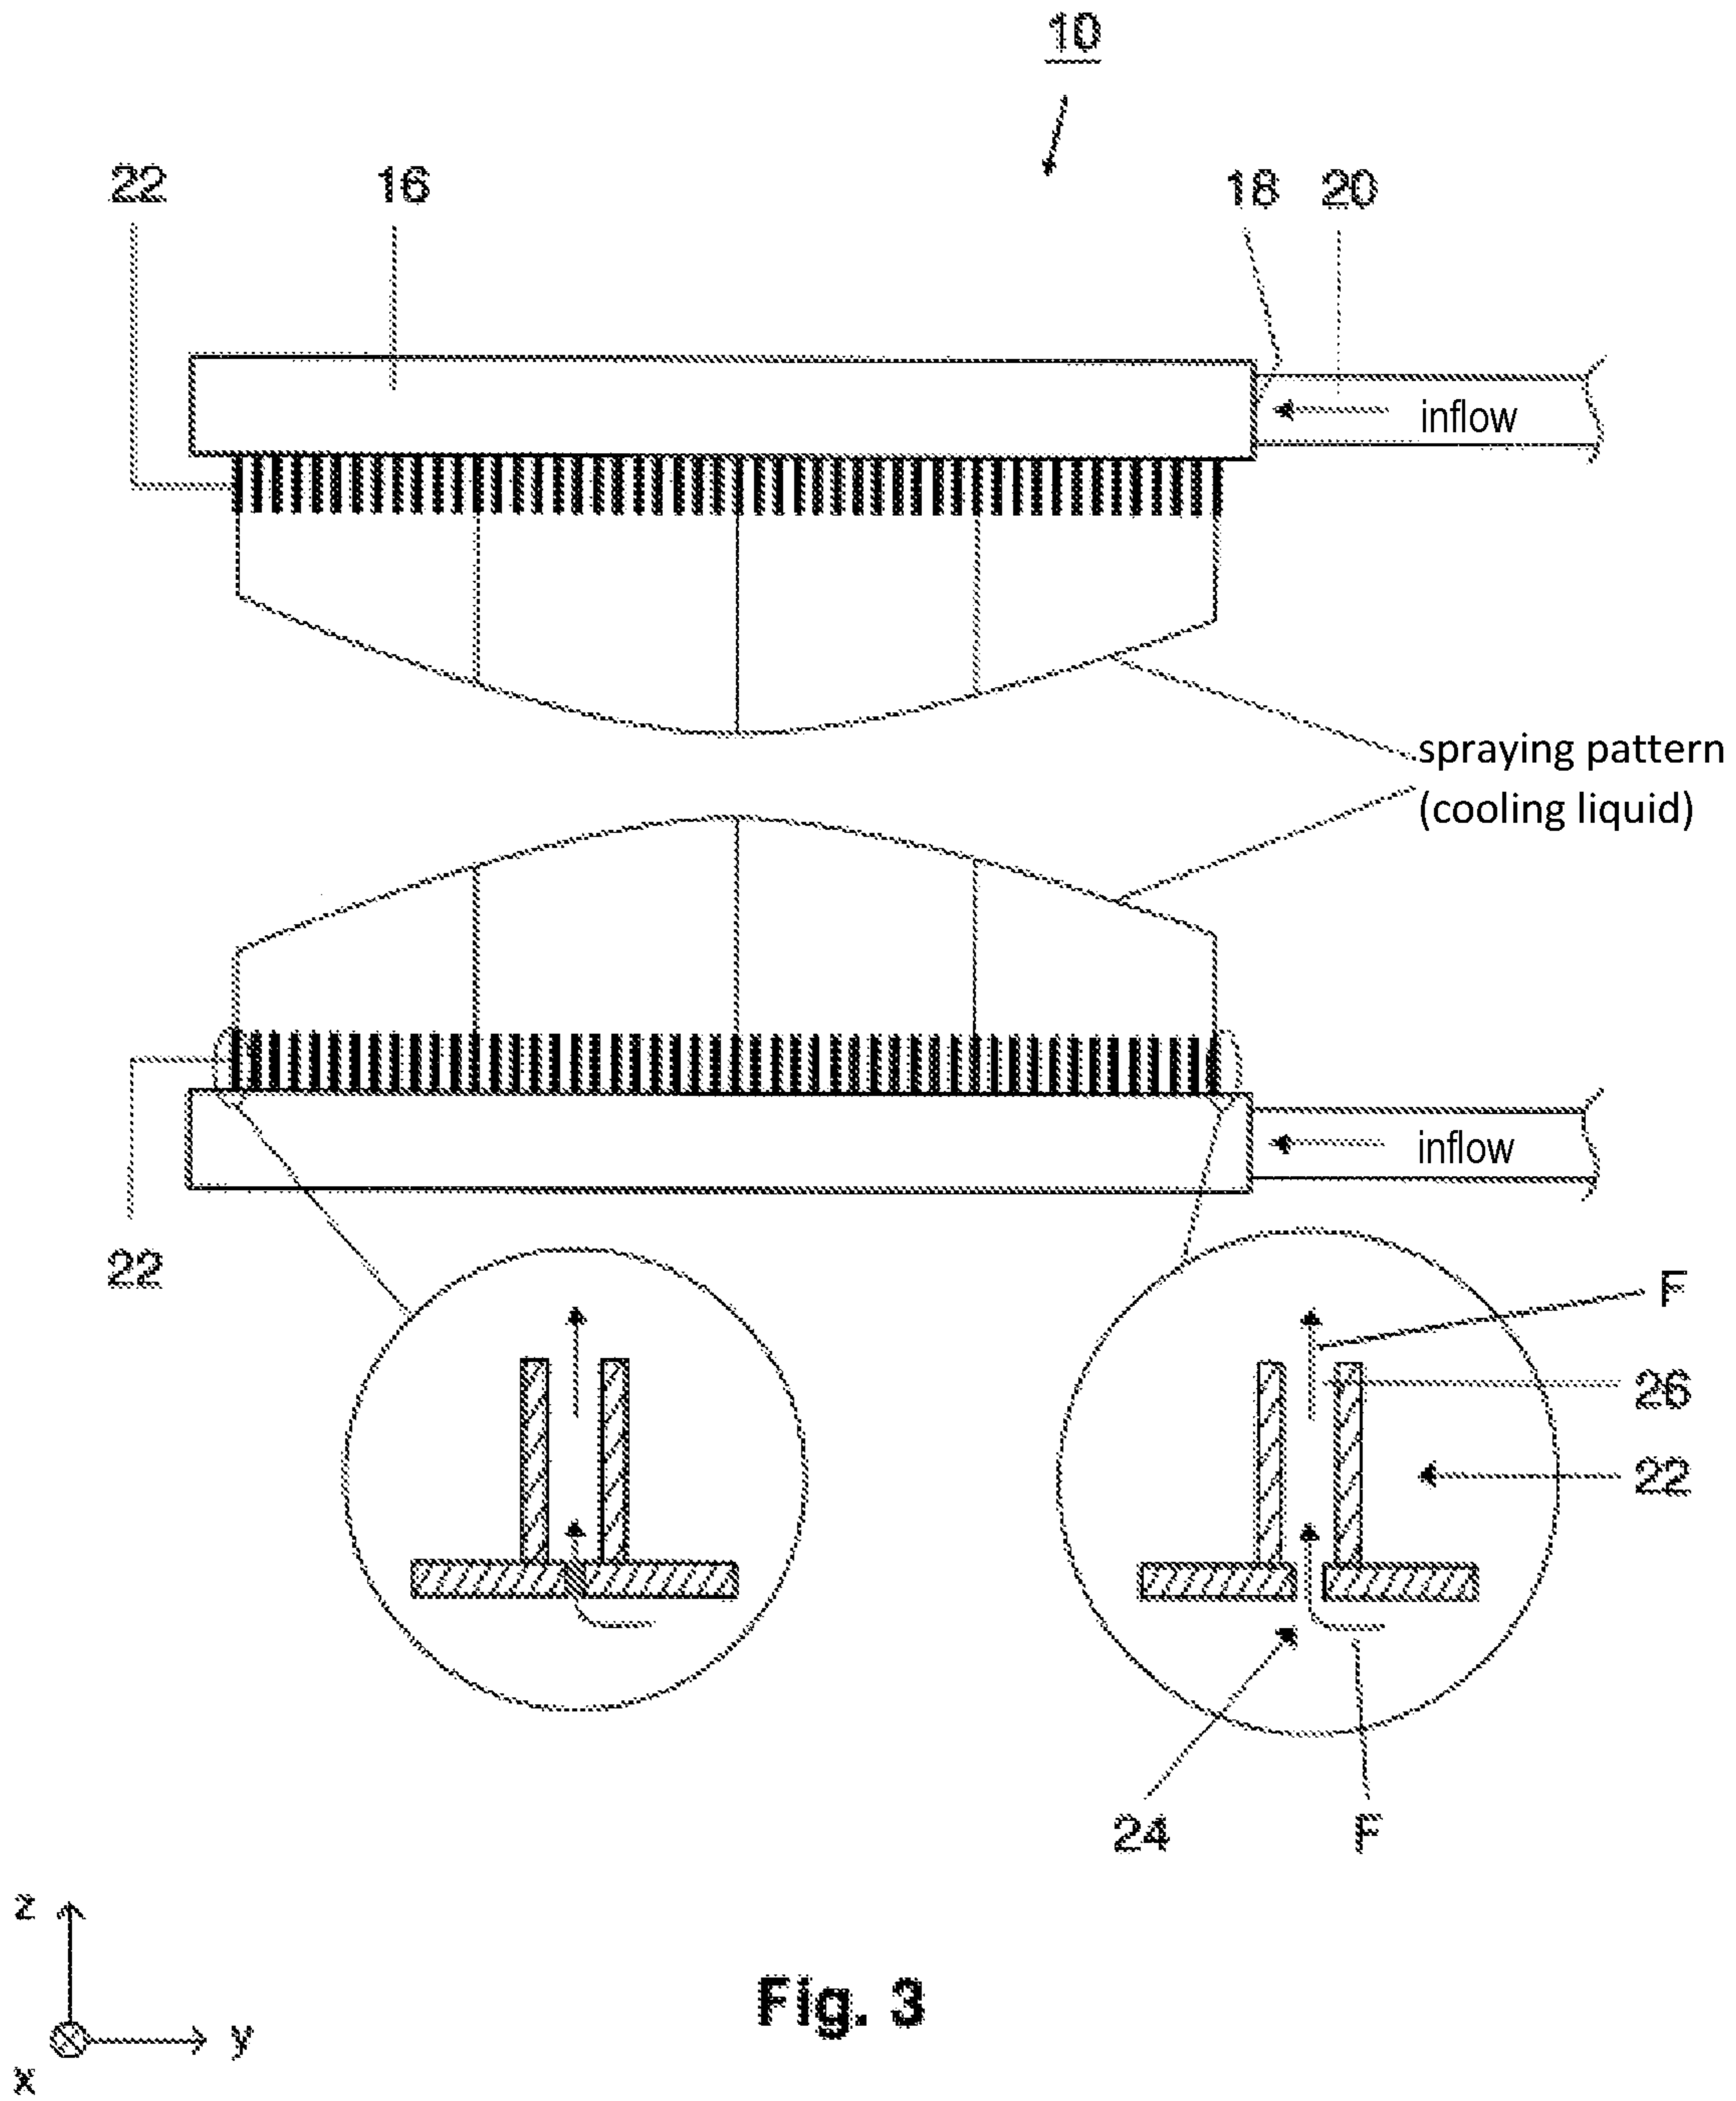 10
22
16
18
20
inflow
spraying pattern
(cooling liquid)
inflow
22
F
26
22
24
F
z
y
x
Fig. 3